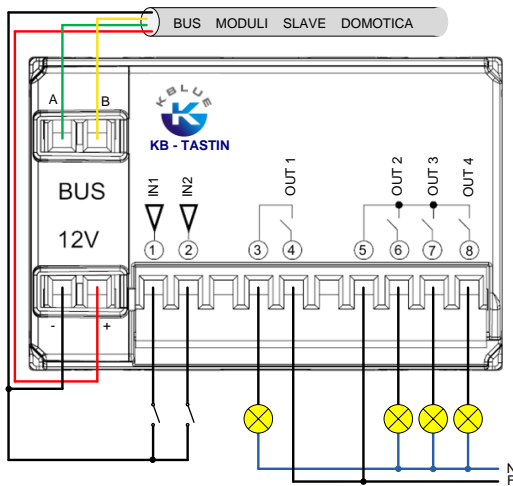 BUS MODULI SLAVE DOMOTICA
A B
KBLUE
K
KB - TASTIN
BUS
12V
- +
IN1
IN2
OUT 1
OUT 2
OUT 3
OUT 4
1 2 3 4 5 6 7 8
N
F